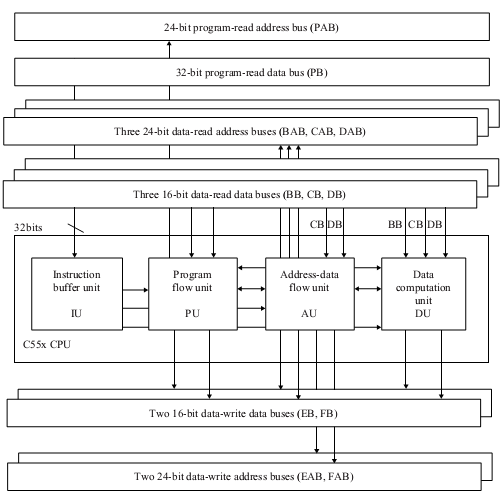 24-bit program-read address bus (PAB)
32-bit program-read data bus (PB)
Three 24-bit data-read address buses (BAB, CAB, DAB)
Three 16-bit data-read data buses (BB, CB, DB)
32bits
CB DB
BB CB DB
Instruction
buffer unit
IU
Program
flow unit
PU
Address-data
flow unit
AU
Data
computation
unit
DU
C55x CPU
Two 16-bit data-write data buses (EB, FB)
Two 24-bit data-write address buses (EAB, FAB)